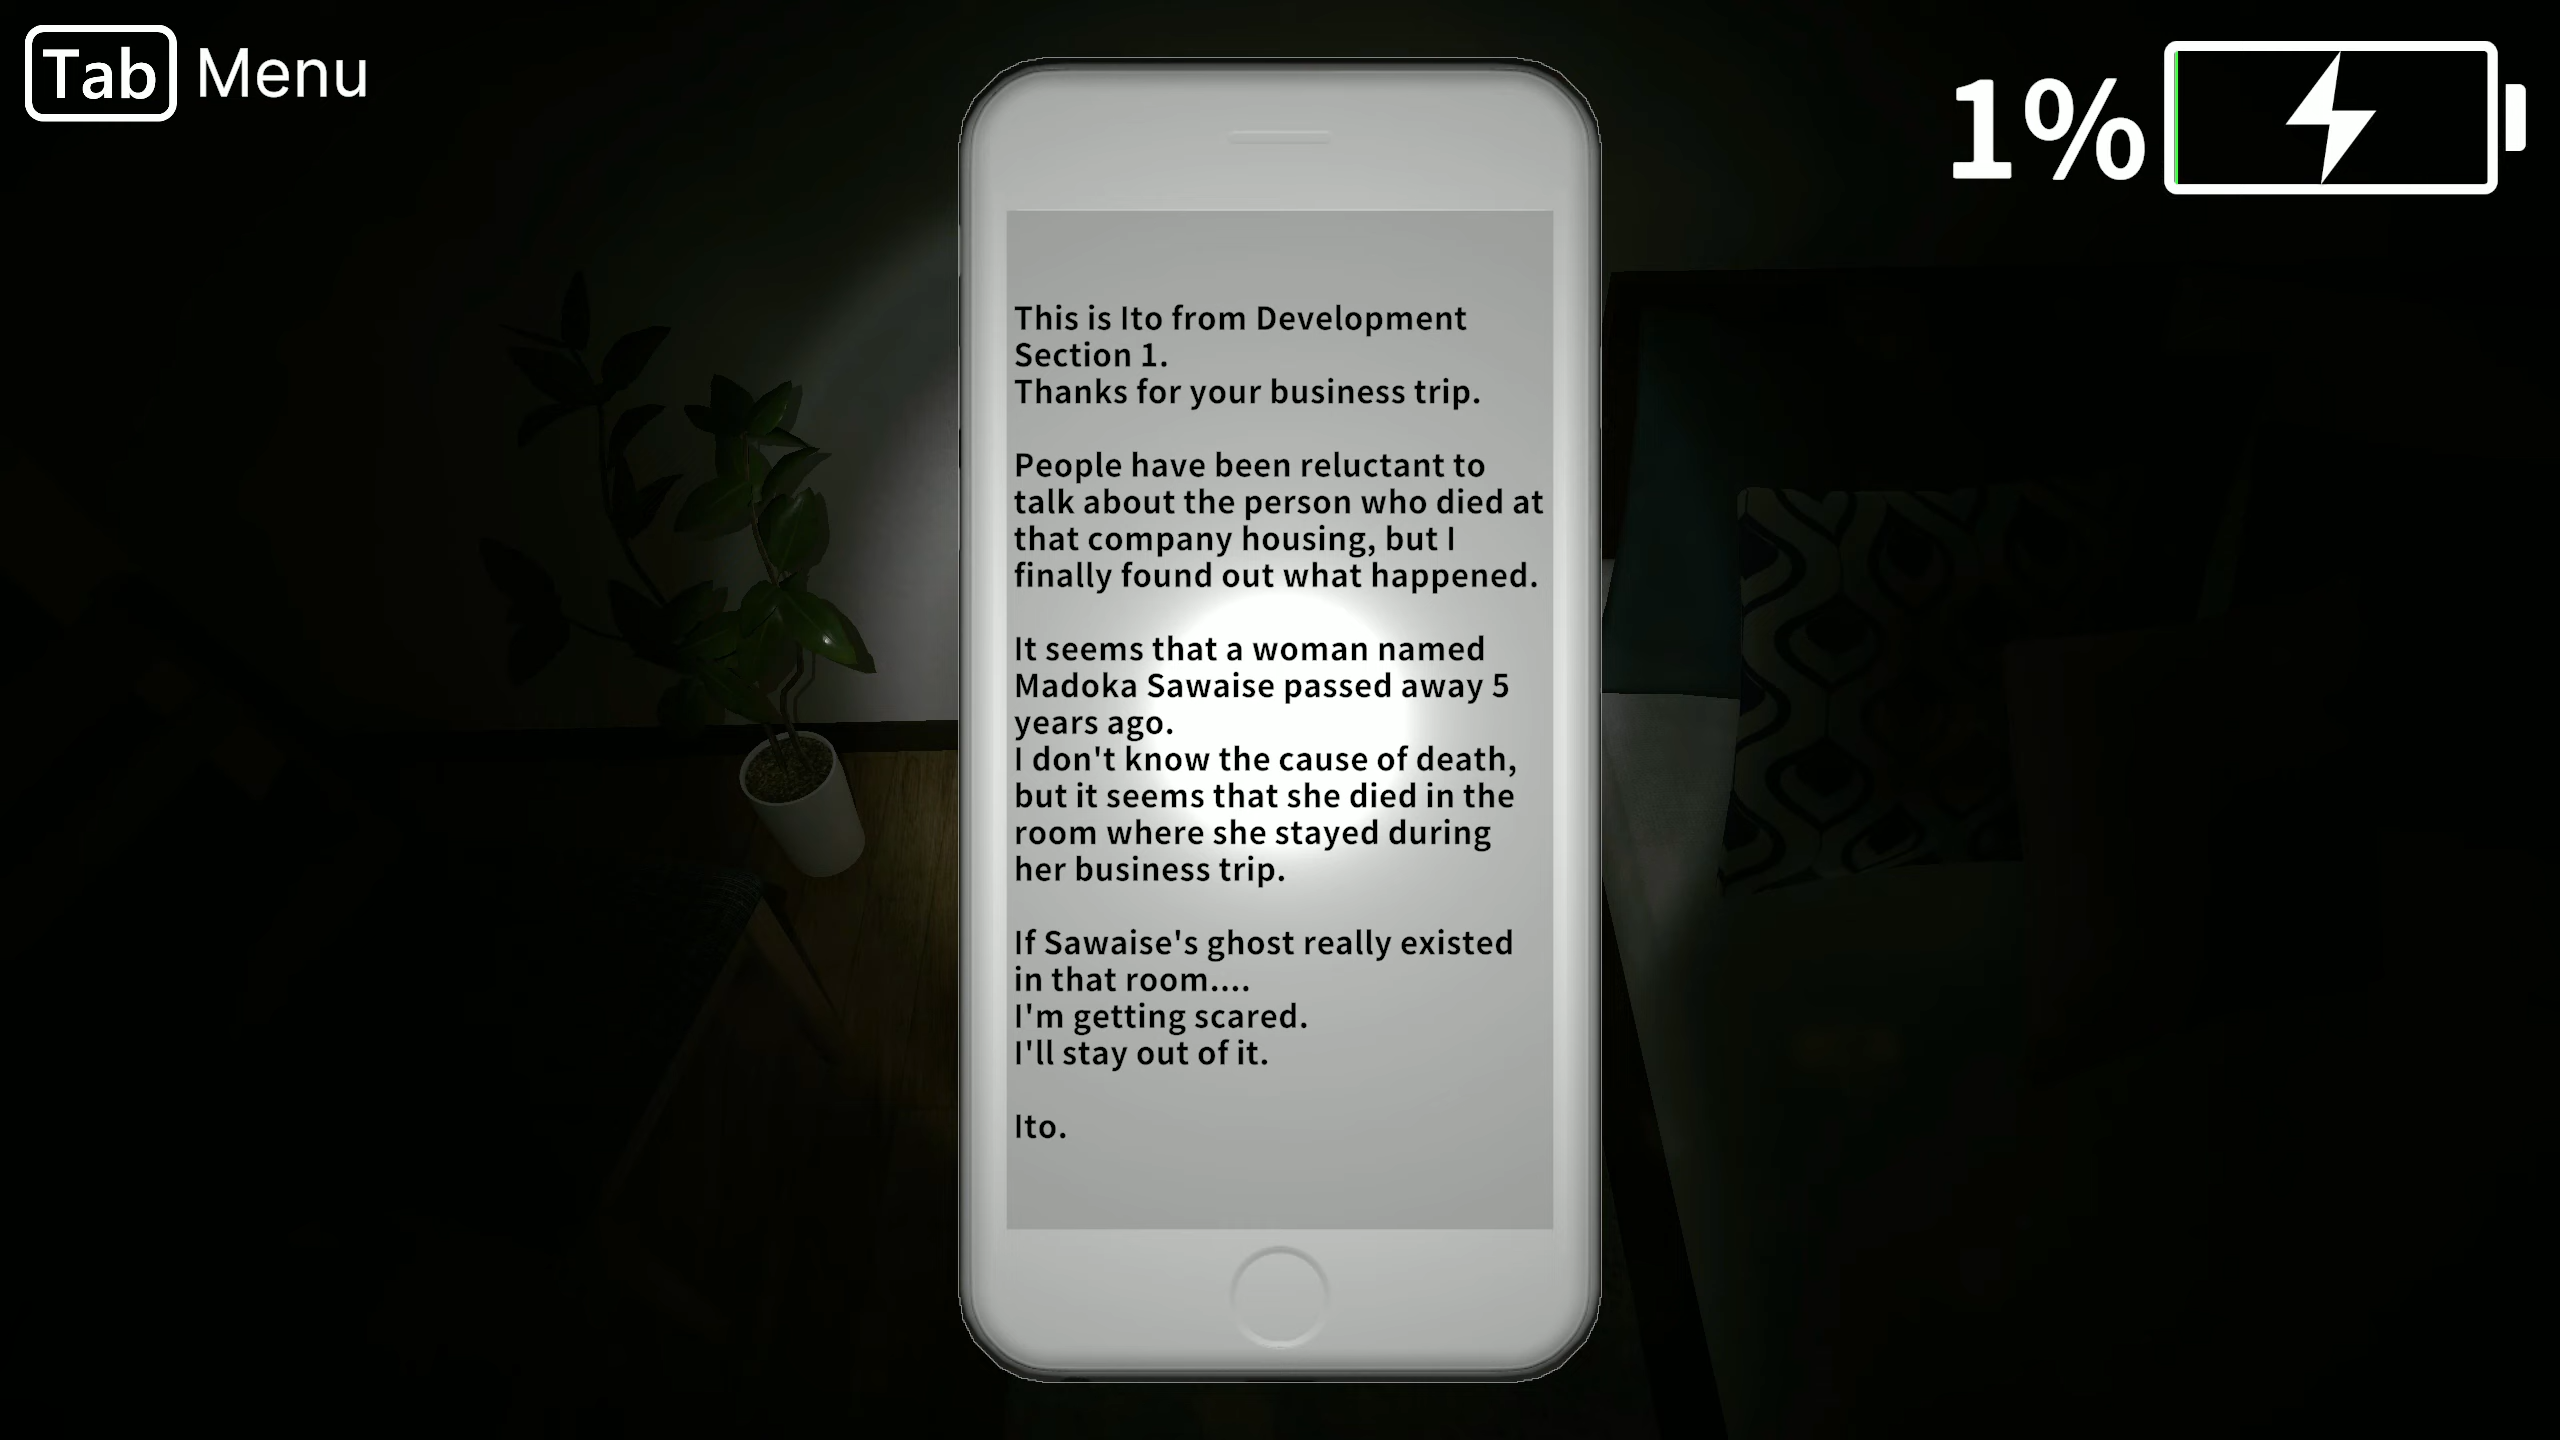 Tab Menu
1%
This is Ito from Development
Section 1.
Thanks for your business trip.
People have been reluctant to
talk about the person who died at
that company housing, but I
finally found out what happened.
It seems that a woman named
Madoka Sawaise passed away 5
years ago.
I don't know the cause of death,
but it seems that she died in the
room where she stayed during
her business trip.
If Sawaise's ghost really existed
in that room....
I'm getting scared.
I'll stay out of it.
Ito.